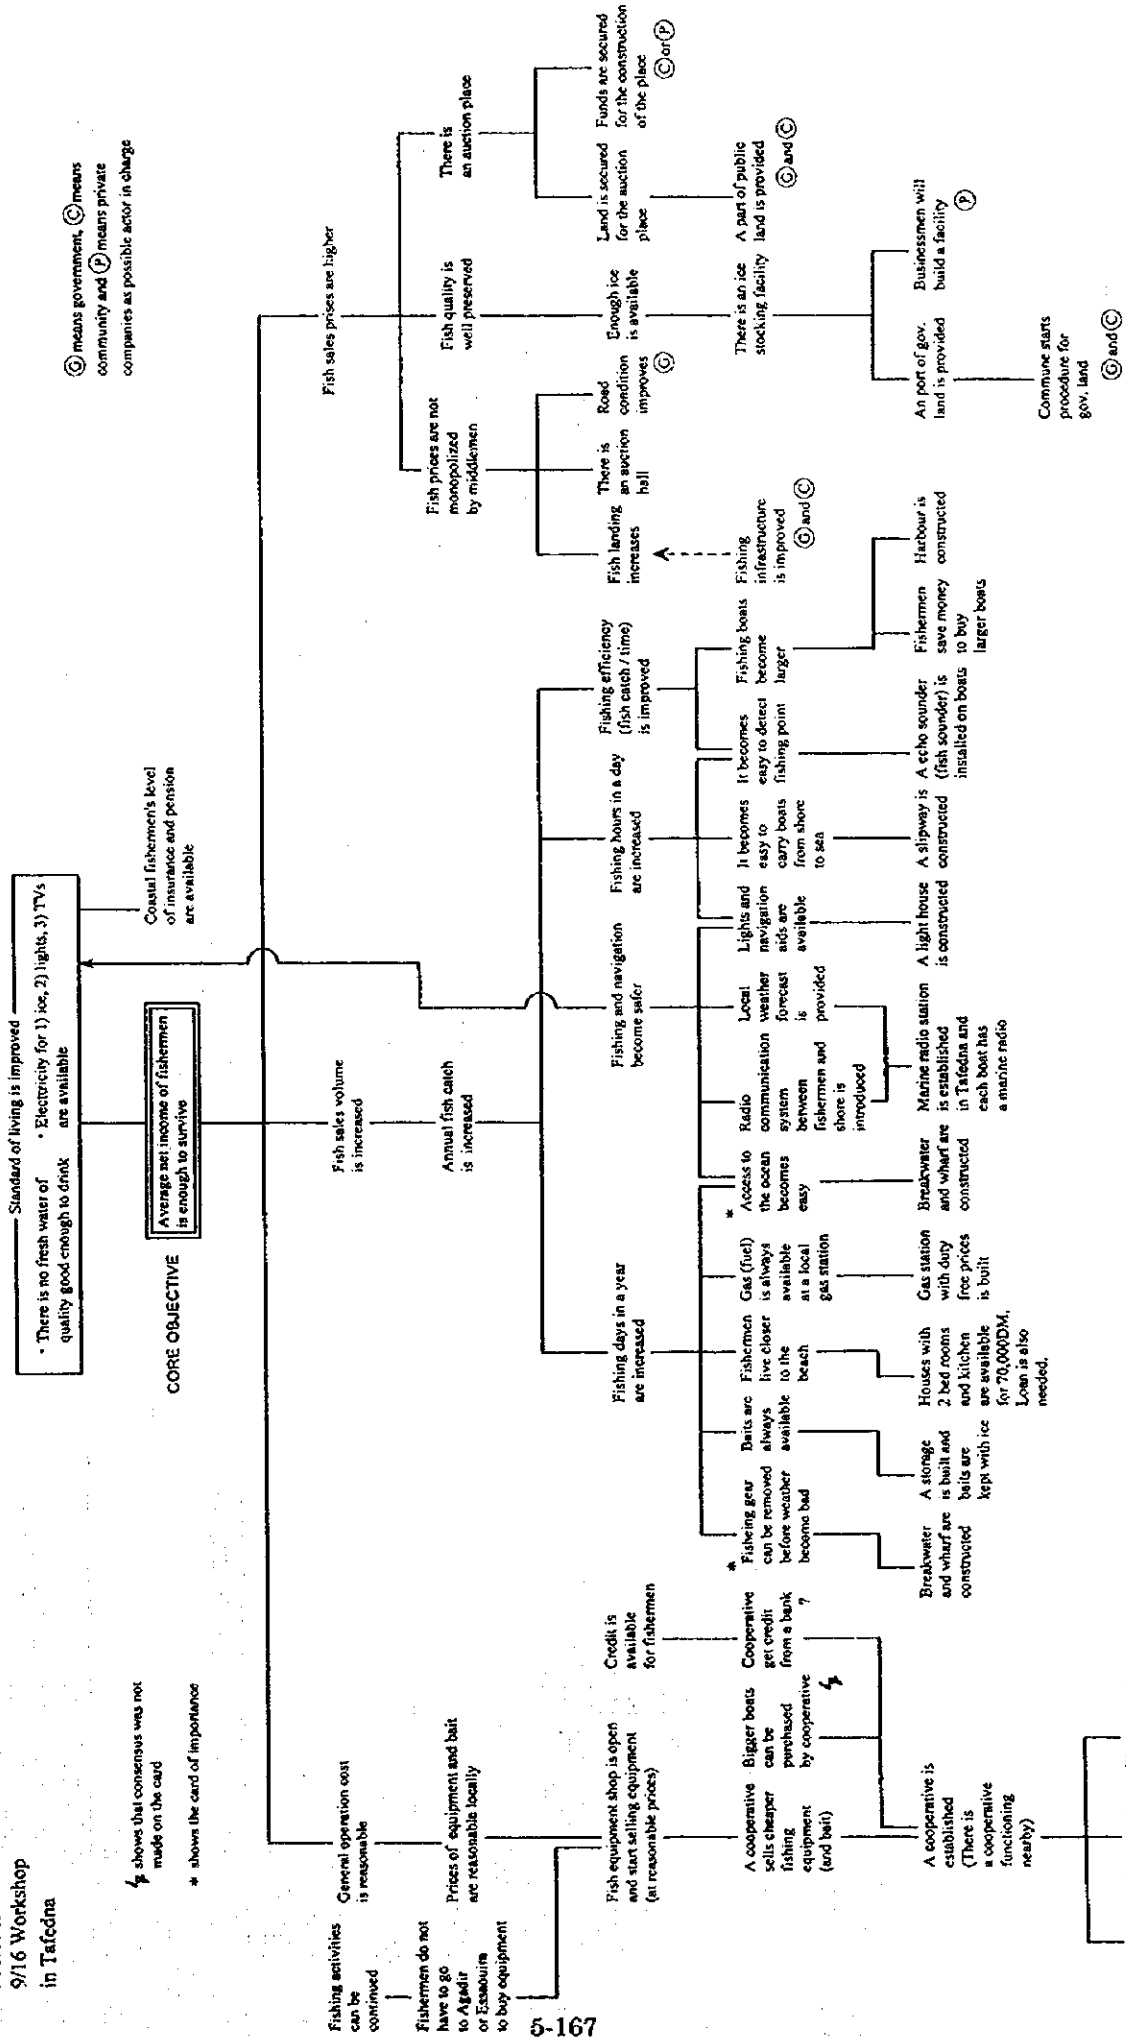 9/16 Workshop
in Tafedna
shows that consensus was not
made on the card
* shows the card of importance
Ⓖ means government, Ⓒ means
community and Ⓟ means private
companies as possible actor in charge
Standard of living is improved
・There is no fresh water of
quality good enough to drink
・Electricity for 1) ice, 2) lights, 3) TVs
are available
Coastal fishermen's level
of insurance and pension
are available
CORE OBJECTIVE
Average net income of fishermen
is enough to survive
Fishing activities
can be
continued
General operation cost
is reasonable
Fish sales volume
is increased
Fish sales prises are higher
Fishermen do not
have to go
to Agadir
or Essaouira
to buy equipment
Prices of equipment and bait
are reasonable locally
Annual fish catch
is increased
Fish prices are not
monopolized
by middlemen
Fish quality is
well preserved
There is
an auction place
Fish equipment shop is open
and start selling equipment
(at reasonable prices)
Credit is
available
for fishermen
Fishing days in a year
are increased
Fishing and navigation
become safer
Fishing hours in a day
are increased
Fishing efficiency
(fish catch / time)
is improved
Fish landing
increases
There is
an auction
hall
Road
condition
improves
Ⓖ
Enough ice
is available
Land is secured
for the auction
place
Funds are secured
for the construction
of the place
Ⓒ or Ⓟ
A cooperative
sells cheaper
fishing
equipment
(and bait)
Bigger boats
can be
purchased
by cooperative
Cooperative
get credit
from a bank
?
*
Fisheing gear
can be removed
before weather
become bad
Baits are
always
available
Fishermen
live closer
to the
beach
Gas (fuel)
is always
available
at a local
gas station
*
Access to
the ocean
becomes
easy
Radio
communication
system
between
fishermen and
shore is
introduced
Local
weather
forecast
is
provided
Lights and
navigation
aids are
available
It becomes
easy to
carry boats
from shore
to sea
It becomes
easy to detect
fishing point
Fishing boats
become
larger
Fishing
infrastructure
is improved
Ⓖ and Ⓒ
There is an ice
stocking facility
A part of public
land is provided
Ⓖ and Ⓒ
A cooperative is
established
(There is
a cooperative
functioning
nearby)
Breakwater
and wharf are
constructed
A storage
is built and
baits are
kept with ice
Houses with
2 bed rooms
and kitchen
are available
for 70,000DM.
Loan is also
needed.
Gas station
with duty
free prices
is built
Breakwater
and wharf are
constructed
Marine radio station
is established
in Tafedna and
each boat has
a marine radio
A light house
is constructed
A slipway is
constructed
A echo sounder
(fish sounder) is
installed on boats
Fishermen
save money
to buy
larger boats
Harbour is
constructed
An part of gov.
land is provided
Businessmen will
build a facility
Ⓟ
Commune starts
procedure for
gov. land
Ⓖ and Ⓒ
5-167